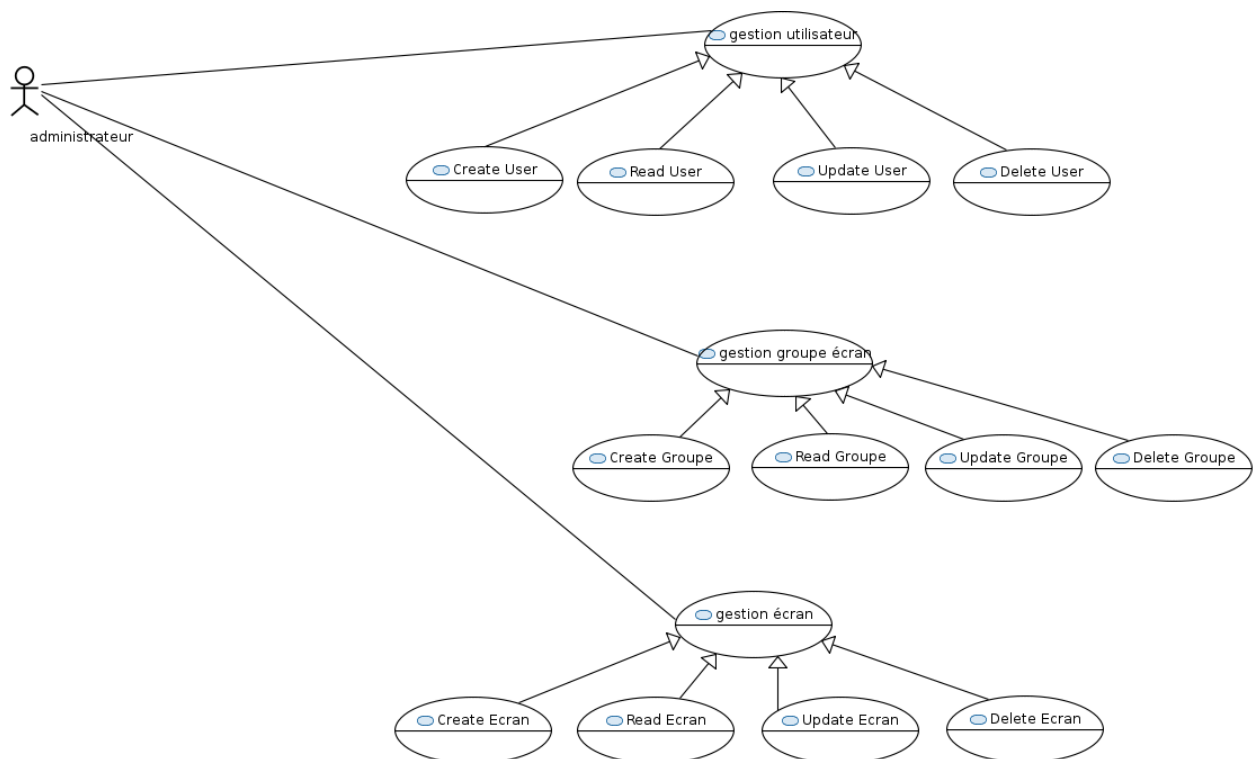 gestion utilisateur
administrateur
Create User
Read User
Update User
Delete User
gestion groupe écran
Create Groupe
Read Groupe
Update Groupe
Delete Groupe
gestion écran
Create Ecran
Read Ecran
Update Ecran
Delete Ecran